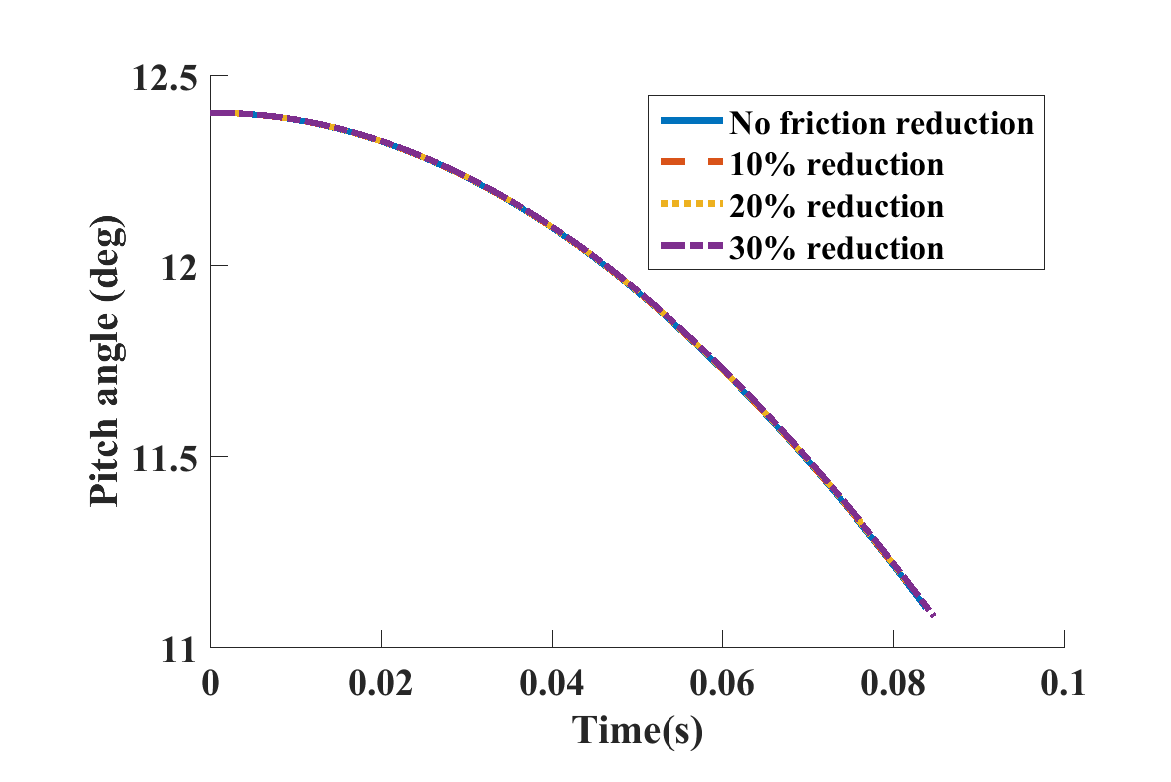 12.5
12
11.5
11
Pitch angle (deg)
No friction reduction
10% reduction
20% reduction
30% reduction
0 0.02 0.04 0.06 0.08 0.1
Time(s)